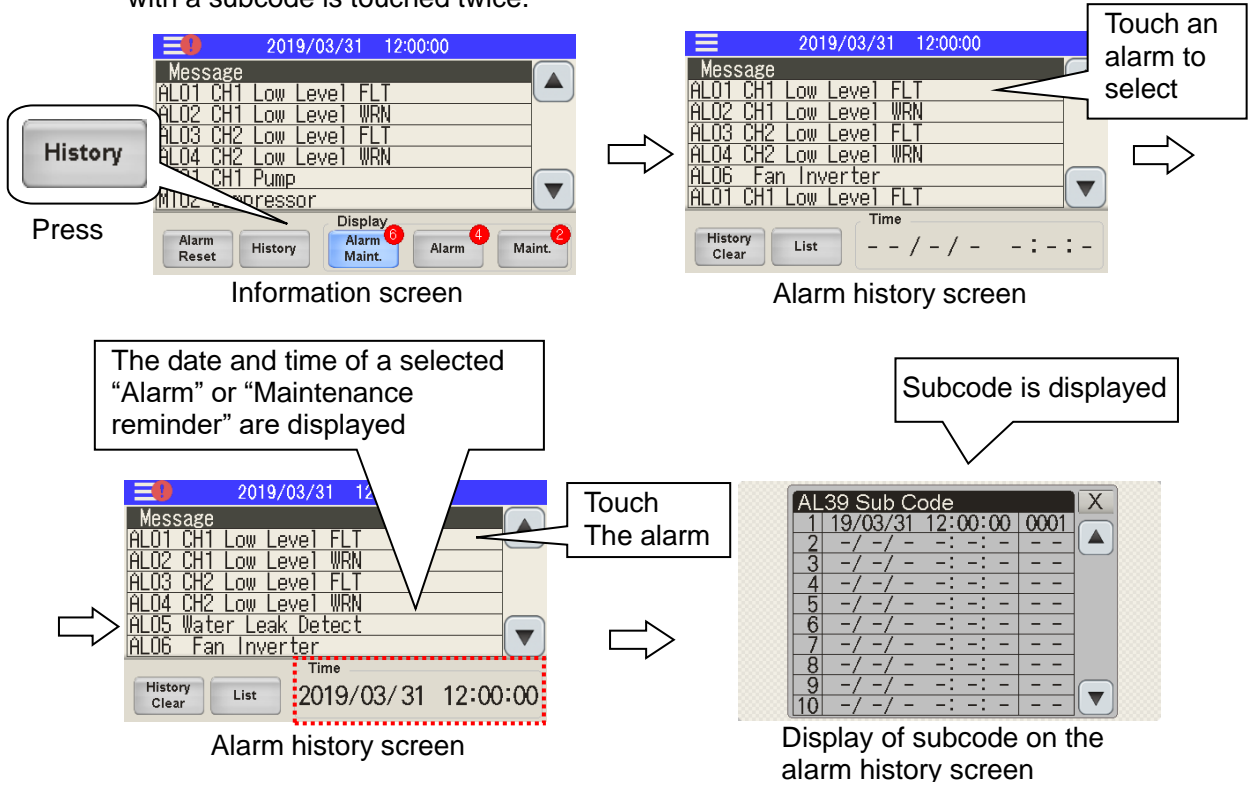 with a subcode is touched twice.
2019/03/31 12:00:00
Message
AL01 CH1 Low Level FLT
AL02 CH1 Low Level WRN
AL03 CH2 Low Level FLT
AL04 CH2 Low Level WRN
CH1 Pump
MT02
pressor
Display
Alarm Reset
History
Alarm Maint.
6
Alarm
4
Maint.
2
History
Press
Information screen
2019/03/31 12:00:00
Message
AL01 CH1 Low Level FLT
AL02 CH1 Low Level WRN
AL03 CH2 Low Level FLT
AL04 CH2 Low Level WRN
AL06 Fan Inverter
AL01 CH1 Low Level FLT
Time
History Clear
List
- - / - / - - : - : -
Touch an
alarm to
select
Alarm history screen
The date and time of a selected
“Alarm” or “Maintenance
reminder” are displayed
2019/03/31 12
Message
AL01 CH1 Low Level FLT
AL02 CH1 Low Level WRN
AL03 CH2 Low Level FLT
AL04 CH2 Low Level WRN
AL05 Water Leak Detect
AL06 Fan Inverter
Time
History Clear
List
2019/03/31 12:00:00
Touch
The alarm
Alarm history screen
Subcode is displayed
AL39 Sub Code
X
1 19/03/31 12:00:00 0001
2 -/ -/ - -: -: - - -
3 -/ -/ - -: -: - - -
4 -/ -/ - -: -: - - -
5 -/ -/ - -: -: - - -
6 -/ -/ - -: -: - - -
7 -/ -/ - -: -: - - -
8 -/ -/ - -: -: - - -
9 -/ -/ - -: -: - - -
10 -/ -/ - -: -: - - -
Display of subcode on the
alarm history screen